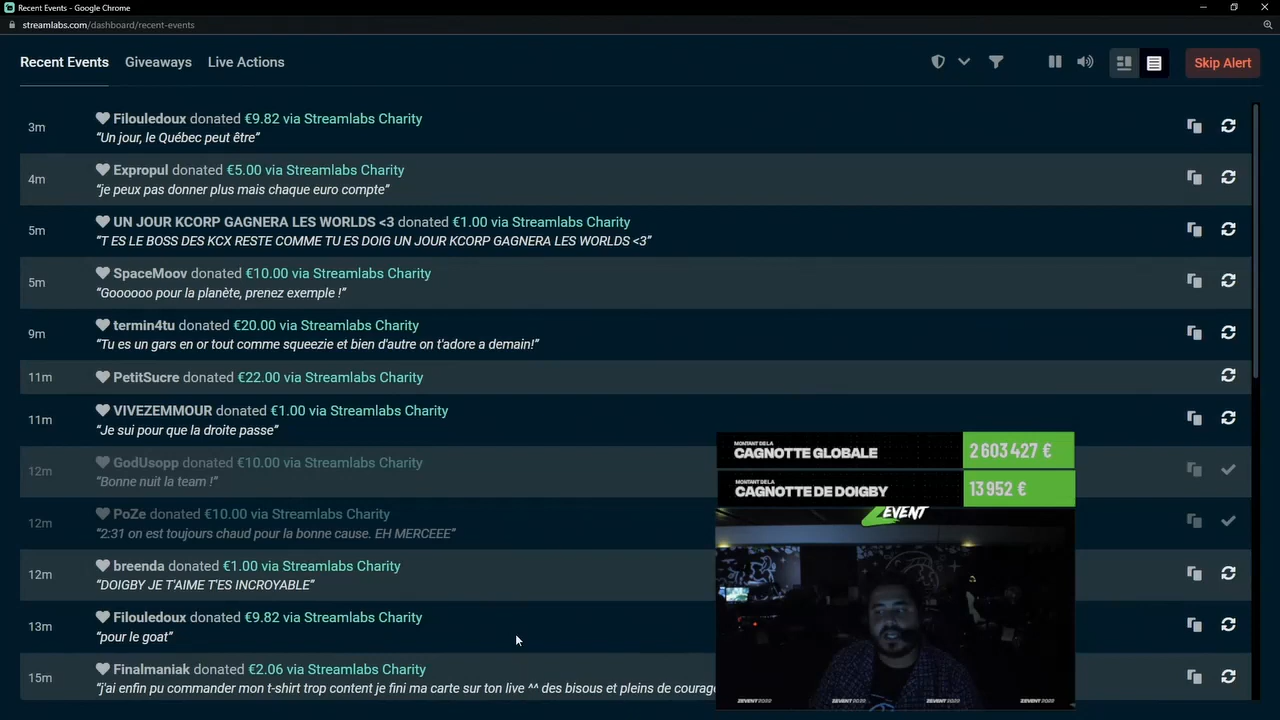 Recent Events - Google Chrome
streamlabs.com/dashboard/recent-events
Recent Events Giveaways Live Actions Skip Alert
3m Filouledoux donated €9.82 via Streamlabs Charity
“Un jour, le Québec peut être”
4m Expropul donated €5.00 via Streamlabs Charity
“je peux pas donner plus mais chaque euro compte”
5m UN JOUR KCORP GAGNERA LES WORLDS <3 donated €1.00 via Streamlabs Charity
“T ES LE BOSS DES KCX RESTE COMME TU ES DOIG UN JOUR KCORP GAGNERA LES WORLDS <3”
5m SpaceMoov donated €10.00 via Streamlabs Charity
“Goooooo pour la planète, prenez exemple !”
9m termin4tu donated €20.00 via Streamlabs Charity
“Tu es un gars en or tout comme squeezie et bien d'autre on t'adore a demain!”
11m PetitSucre donated €22.00 via Streamlabs Charity
11m VIVEZEMMOUR donated €1.00 via Streamlabs Charity
“Je sui pour que la droite passe”
12m GodUsopp donated €10.00 via Streamlabs Charity
“Bonne nuit la team !”
12m PoZe donated €10.00 via Streamlabs Charity
“2:31 on est toujours chaud pour la bonne cause. EH MERCEEE”
12m breenda donated €1.00 via Streamlabs Charity
“DOIGBY JE T'AIME T'ES INCROYABLE”
13m Filouledoux donated €9.82 via Streamlabs Charity
“pour le goat”
15m Finalmaniak donated €2.06 via Streamlabs Charity
“j'ai enfin pu commander mon t-shirt trop content je fini ma carte sur ton live ^^ des bisous et pleins de courag
MONTANT DE LA
CAGNOTTE GLOBALE 2 603 427 €
MONTANT DE LA
CAGNOTTE DE DOIGBY 13 952 €
ZEVENT
ZEVENT 2022 ZEVENT 2022 ZEVENT 2022 ZEVENT 2022